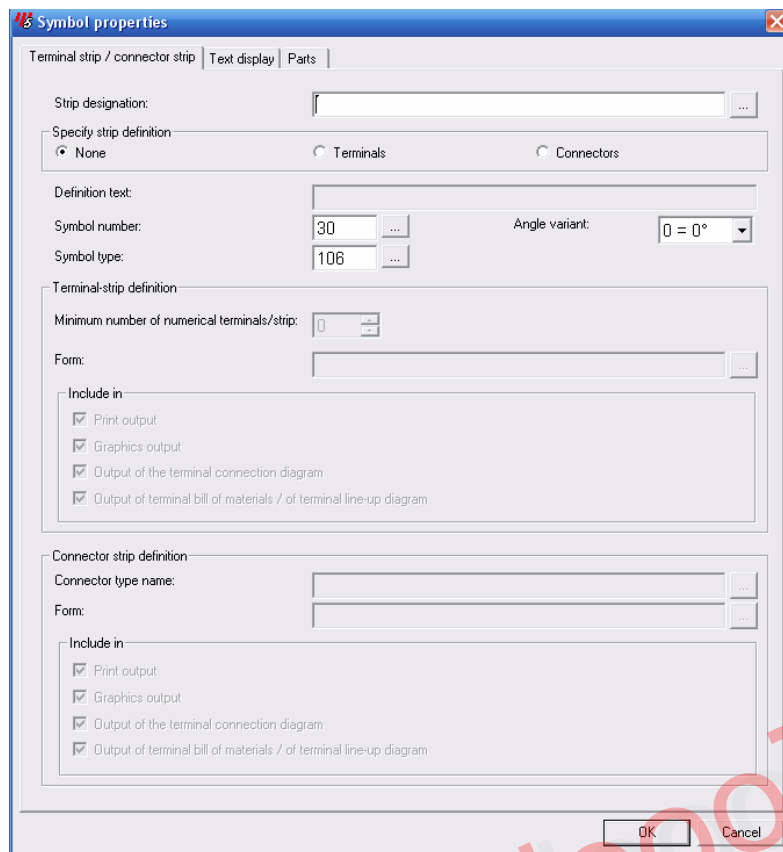 Symbol properties
Terminal strip / connector strip Text display Parts
Strip designation: ...
Specify strip definition
None Terminals Connectors
Definition text:
Symbol number: 30 ... Angle variant: 0 = 0°
Symbol type: 106 ...
Terminal-strip definition
Minimum number of numerical terminals/strip: 0
Form: ...
Include in
Print output
Graphics output
Output of the terminal connection diagram
Output of terminal bill of materials / of terminal line-up diagram
Connector strip definition
Connector type name: ...
Form: ...
Include in
Print output
Graphics output
Output of the terminal connection diagram
Output of terminal bill of materials / of terminal line-up diagram
OK Cancel